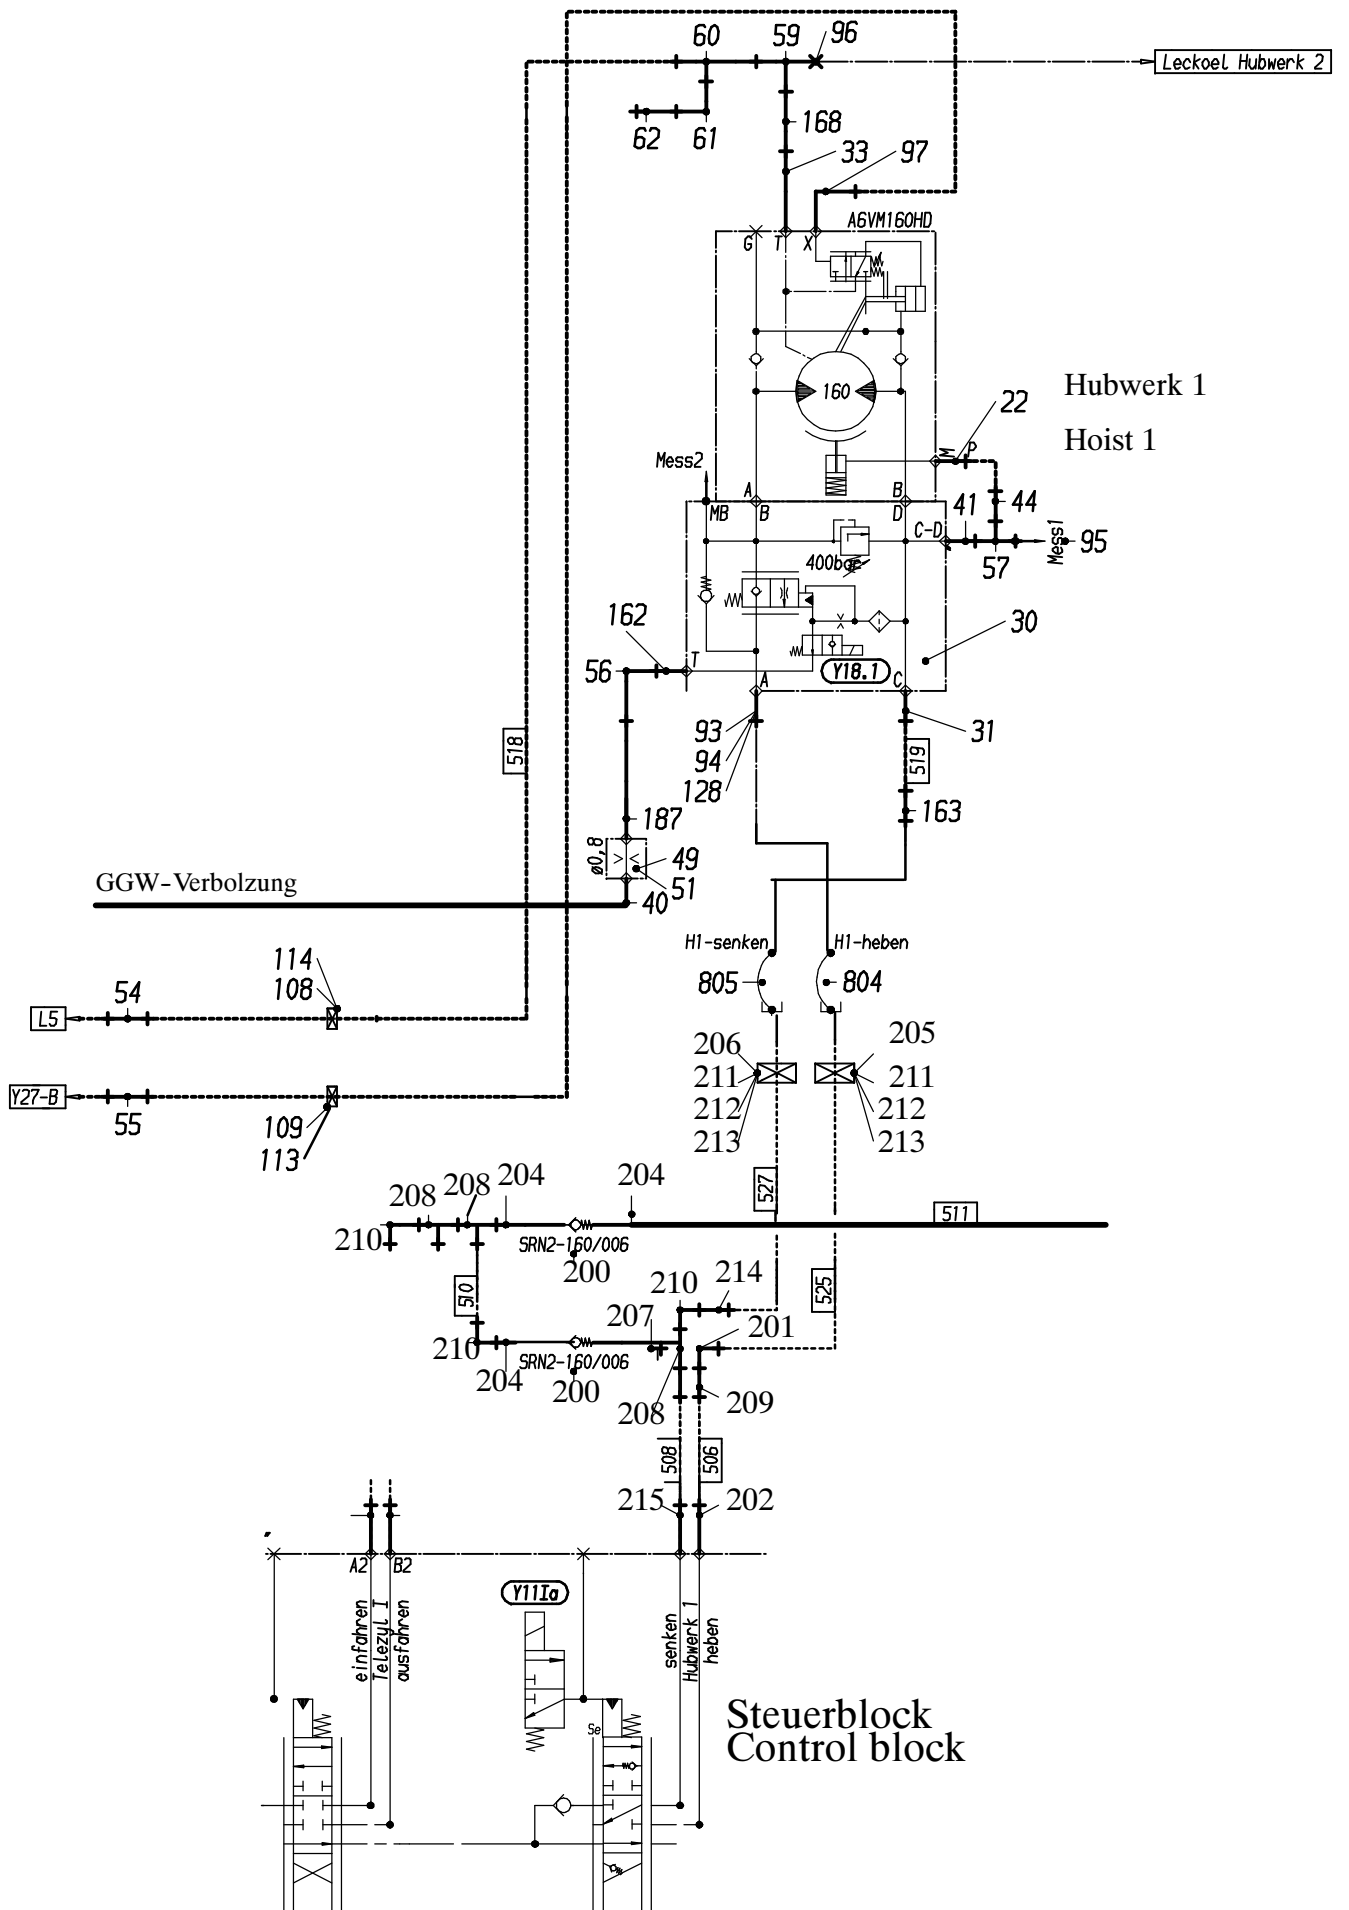 60 59 96
Leckoel Hubwerk 2
62 61 168
33 97
A6VM160HD
G T X
160
22
Hubwerk 1
Hoist 1
Mess2
M P
A B
MB B D
C-D
41 44
Mess1
95
57
400bar
30
162
56 T
Y18.1
A C
93
94
128
31
518
519
163
187
ø0,8
49
51
40
GGW-Verbolzung
H1-senken H1-heben
805 804
114
108
54
L5
206 205
211 211
212 212
213 213
Y27-B
55
109
113
527
208 208 204 204
511
210
SRN2-160/006
200
510
525
210 214
207 201
210
204
SRN2-160/006
200
208 209
508 506
215 202
A2 B2
Y11Ia
einfahren
Telezyl I
ausfahren
senken
Hubwerk 1
heben
Se
Steuerblock
Control block